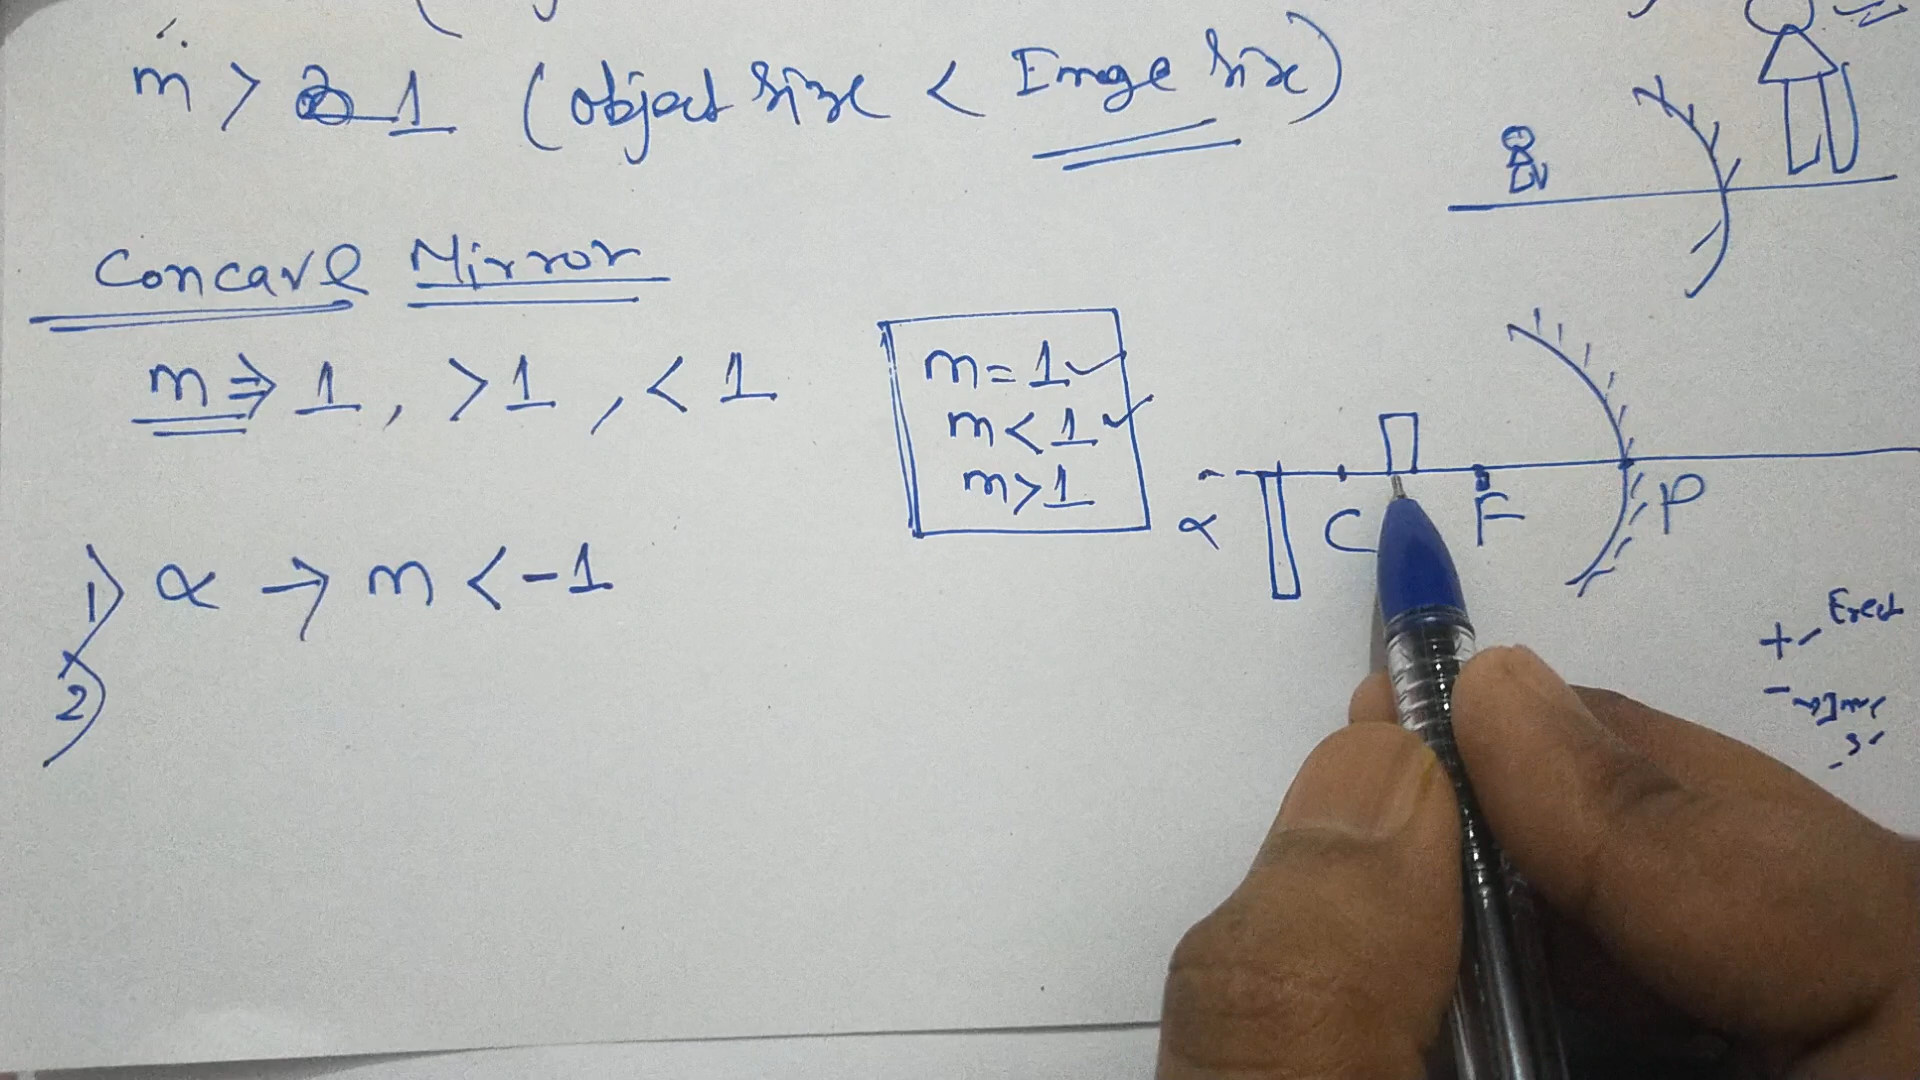 m > 1 (object size < Image size)
Concave Mirror
m ⇒ 1, >1, < 1
m = 1 ✓
m < 1 ✓
m > 1
∝ C F P
1) ∝ → m < -1
2)
+ - Erect
-